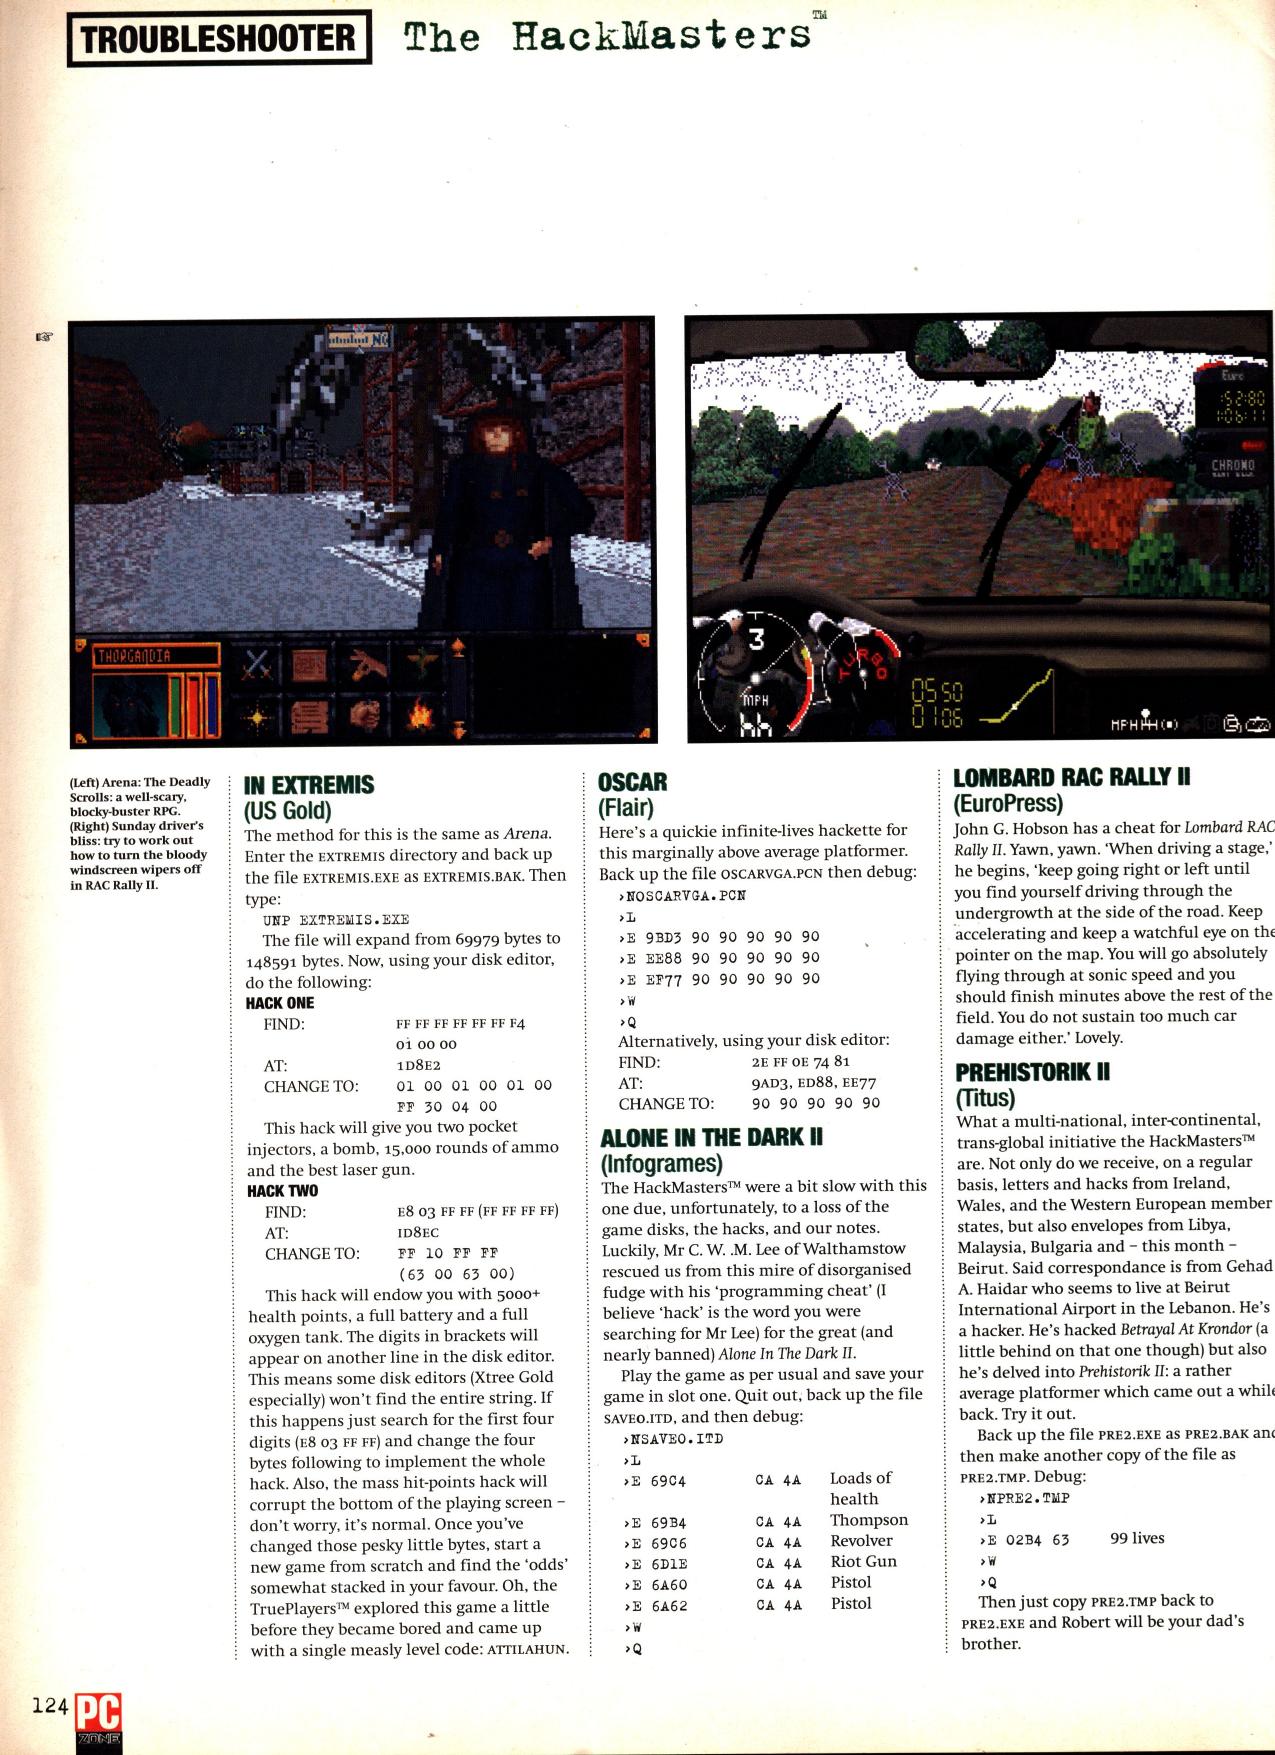 TROUBLESHOOTER
The HackMasters™
THORGANDIA
Euro
:52:80
1:06:11
CHRONO
3
MPH
TURBO
0550
0106
MPH
(Left) Arena: The Deadly
Scrolls: a well-scary,
blocky-buster RPG.
(Right) Sunday driver's
bliss: try to work out
how to turn the bloody
windscreen wipers off
in RAC Rally II.
IN EXTREMIS
(US Gold)
The method for this is the same as Arena.
Enter the EXTREMIS directory and back up
the file EXTREMIS.EXE as EXTREMIS.BAK. Then
type:
UNP EXTREMIS.EXE
The file will expand from 69979 bytes to
148591 bytes. Now, using your disk editor,
do the following:
HACK ONE
FIND: FF FF FF FF FF FF F4
01 00 00
AT: 1D8E2
CHANGE TO: 01 00 01 00 01 00
FF 30 04 00
This hack will give you two pocket
injectors, a bomb, 15,000 rounds of ammo
and the best laser gun.
HACK TWO
FIND: E8 03 FF FF (FF FF FF FF)
AT: ID8EC
CHANGE TO: FF 10 FF FF
(63 00 63 00)
This hack will endow you with 5000+
health points, a full battery and a full
oxygen tank. The digits in brackets will
appear on another line in the disk editor.
This means some disk editors (Xtree Gold
especially) won't find the entire string. If
this happens just search for the first four
digits (E8 03 FF FF) and change the four
bytes following to implement the whole
hack. Also, the mass hit-points hack will
corrupt the bottom of the playing screen –
don't worry, it's normal. Once you've
changed those pesky little bytes, start a
new game from scratch and find the 'odds'
somewhat stacked in your favour. Oh, the
TruePlayers™ explored this game a little
before they became bored and came up
with a single measly level code: ATTILAHUN.
OSCAR
(Flair)
Here's a quickie infinite-lives hackette for
this marginally above average platformer.
Back up the file OSCARVGA.PCN then debug:
>NOSCARVGA.PCN
>L
>E 9BD3 90 90 90 90 90
>E EE88 90 90 90 90 90
>E EF77 90 90 90 90 90
>W
>Q
Alternatively, using your disk editor:
FIND: 2E FF 0E 74 81
AT: 9AD3, ED88, EE77
CHANGE TO: 90 90 90 90 90
ALONE IN THE DARK II
(Infogrames)
The HackMasters™ were a bit slow with this
one due, unfortunately, to a loss of the
game disks, the hacks, and our notes.
Luckily, Mr C. W. .M. Lee of Walthamstow
rescued us from this mire of disorganised
fudge with his 'programming cheat' (I
believe 'hack' is the word you were
searching for Mr Lee) for the great (and
nearly banned) Alone In The Dark II.
Play the game as per usual and save your
game in slot one. Quit out, back up the file
SAVE0.ITD, and then debug:
>NSAVE0.ITD
>L
>E 69C4 CA 4A Loads of
health
>E 69B4 CA 4A Thompson
>E 69C6 CA 4A Revolver
>E 6D1E CA 4A Riot Gun
>E 6A60 CA 4A Pistol
>E 6A62 CA 4A Pistol
>W
>Q
LOMBARD RAC RALLY II
(EuroPress)
John G. Hobson has a cheat for Lombard RAC
Rally II. Yawn, yawn. 'When driving a stage,'
he begins, 'keep going right or left until
you find yourself driving through the
undergrowth at the side of the road. Keep
accelerating and keep a watchful eye on the
pointer on the map. You will go absolutely
flying through at sonic speed and you
should finish minutes above the rest of the
field. You do not sustain too much car
damage either.' Lovely.
PREHISTORIK II
(Titus)
What a multi-national, inter-continental,
trans-global initiative the HackMasters™
are. Not only do we receive, on a regular
basis, letters and hacks from Ireland,
Wales, and the Western European member
states, but also envelopes from Libya,
Malaysia, Bulgaria and – this month –
Beirut. Said correspondance is from Gehad
A. Haidar who seems to live at Beirut
International Airport in the Lebanon. He's
a hacker. He's hacked Betrayal At Krondor (a
little behind on that one though) but also
he's delved into Prehistorik II: a rather
average platformer which came out a while
back. Try it out.
Back up the file PRE2.EXE as PRE2.BAK and
then make another copy of the file as
PRE2.TMP. Debug:
>NPRE2.TMP
>L
>E 02B4 63 99 lives
>W
>Q
Then just copy PRE2.TMP back to
PRE2.EXE and Robert will be your dad's
brother.
124
PC
ZONE